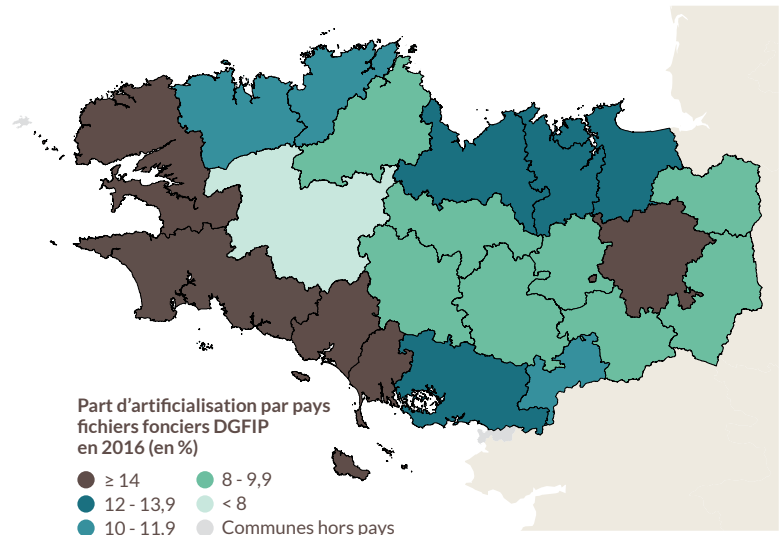 Part d'artificialisation par pays
fichiers fonciers DGFIP
en 2016 (en %)
≥ 14
12 - 13,9
10 - 11,9
8 - 9,9
< 8
Communes hors pays